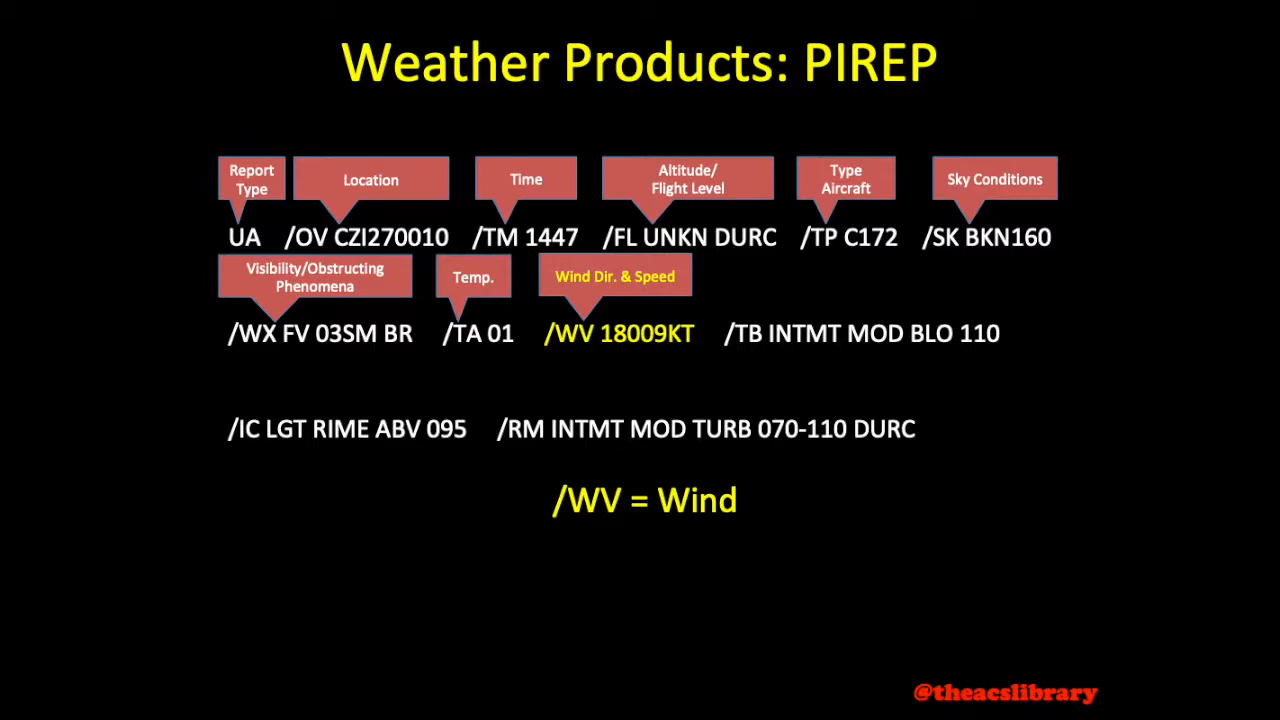 Weather Products: PIREP
Report Type
Location
Time
Altitude/
Flight Level
Type
Aircraft
Sky Conditions
UA /OV CZI270010 /TM 1447 /FL UNKN DURC /TP C172 /SK BKN160
Visibility/Obstructing
Phenomena
Temp.
Wind Dir. & Speed
/WX FV 03SM BR /TA 01 /WV 18009KT /TB INTMT MOD BLO 110
/IC LGT RIME ABV 095 /RM INTMT MOD TURB 070-110 DURC
/WV = Wind
@theacslibrary